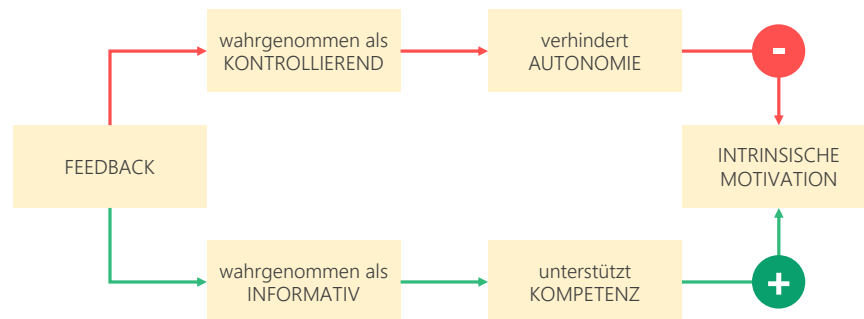 wahrgenommen als
KONTROLLIEREND
verhindert
AUTONOMIE
-
FEEDBACK
INTRINSISCHE
MOTIVATION
wahrgenommen als
INFORMATIV
unterstützt
KOMPETENZ
+